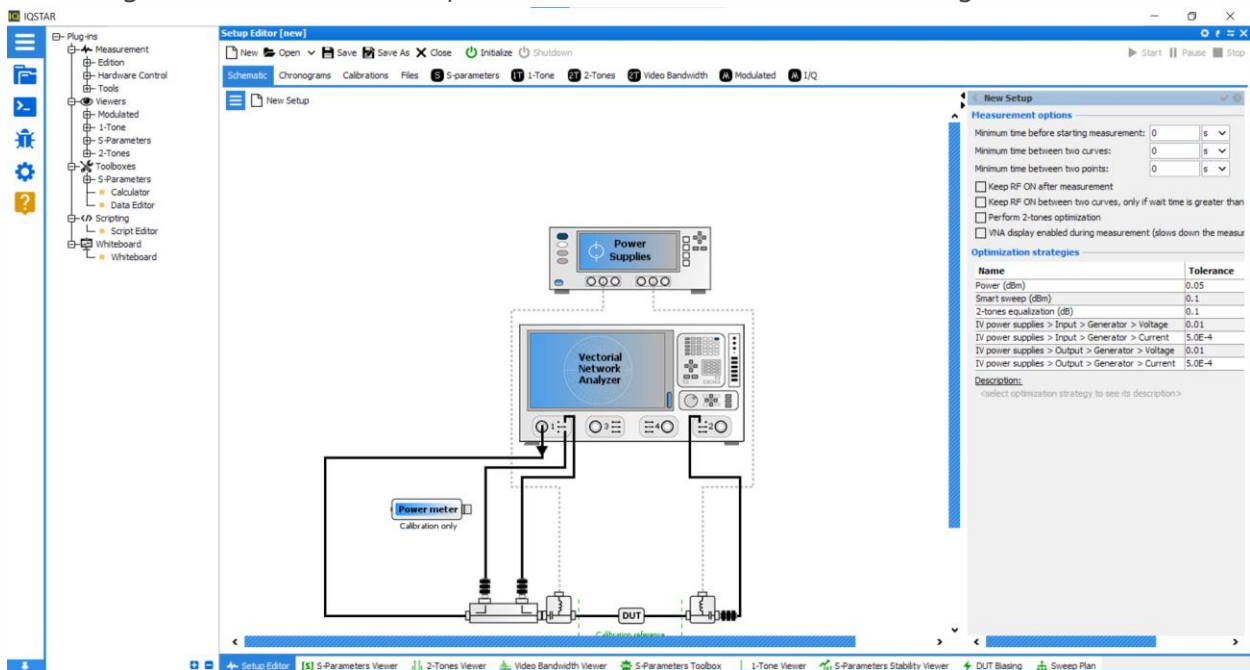 IQSTAR
Plug-ins
Measurement
Edition
Hardware Control
Tools
Viewers
Modulated
1-Tone
S-Parameters
2-Tones
Toolboxes
S-Parameters
Calculator
Data Editor
Scripting
Script Editor
Whiteboard
Whiteboard
Setup Editor [new]
New Open Save Save As Close Initialize Shutdown Start Pause Stop
Schematic Chronograms Calibrations Files S S-parameters 1T 1-Tone 2T 2-Tones 2T Video Bandwidth M Modulated M I/Q
New Setup
Power
Supplies
Vectorial
Network
Analyzer
1 3 4 2
Power meter
Calibration only
DUT
Calibration reference
New Setup
Measurement options
Minimum time before starting measurement: 0 s
Minimum time between two curves: 0 s
Minimum time between two points: 0 s
Keep RF ON after measurement
Keep RF ON between two curves, only if wait time is greater than
Perform 2-tones optimization
VNA display enabled during measurement (slows down the measur
Optimization strategies
Name Tolerance
Power (dBm) 0.05
Smart sweep (dBm) 0.1
2-tones equalization (dB) 0.1
IV power supplies > Input > Generator > Voltage 0.01
IV power supplies > Input > Generator > Current 5.0E-4
IV power supplies > Output > Generator > Voltage 0.01
IV power supplies > Output > Generator > Current 5.0E-4
Description:
<select optimization strategy to see its description>
Setup Editor [S] S-Parameters Viewer 2-Tones Viewer Video Bandwidth Viewer S-Parameters Toolbox 1-Tone Viewer S-Parameters Stability Viewer DUT Biasing Sweep Plan